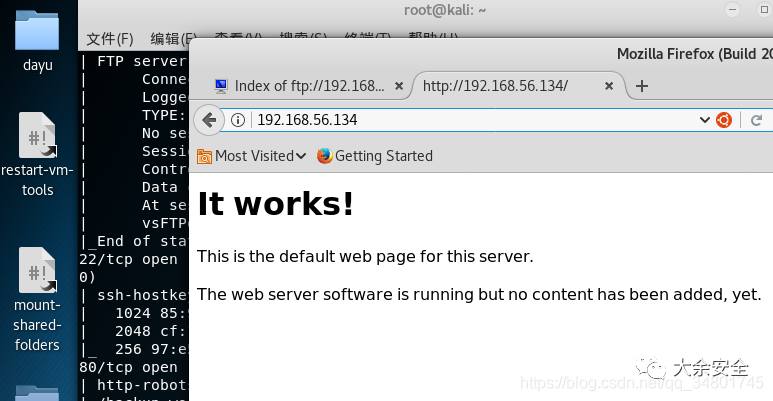 root@kali: ~
文件(F) 编辑(E) 查看(V) 搜索(S) 终端(T) 帮助(H)
dayu
restart-vm-
tools
mount-
shared-
folders
| FTP server
| Conne
| Logge
| TYPE:
| No se
| Sessi
| Contr
| Data
| At se
| vsFTP
|_End of stat
22/tcp open
0)
| ssh-hostke
| 1024 85:
| 2048 cf:
|_ 256 97:e
80/tcp open
| http-robot
Mozilla Firefox (Build 20
Index of ftp://192.168... ×
http://192.168.56.134/ × +
192.168.56.134
Most Visited
Getting Started
It works!
This is the default web page for this server.
The web server software is running but no content has been added, yet.
大余安全
https://blog.csdn.net/qq_34801745